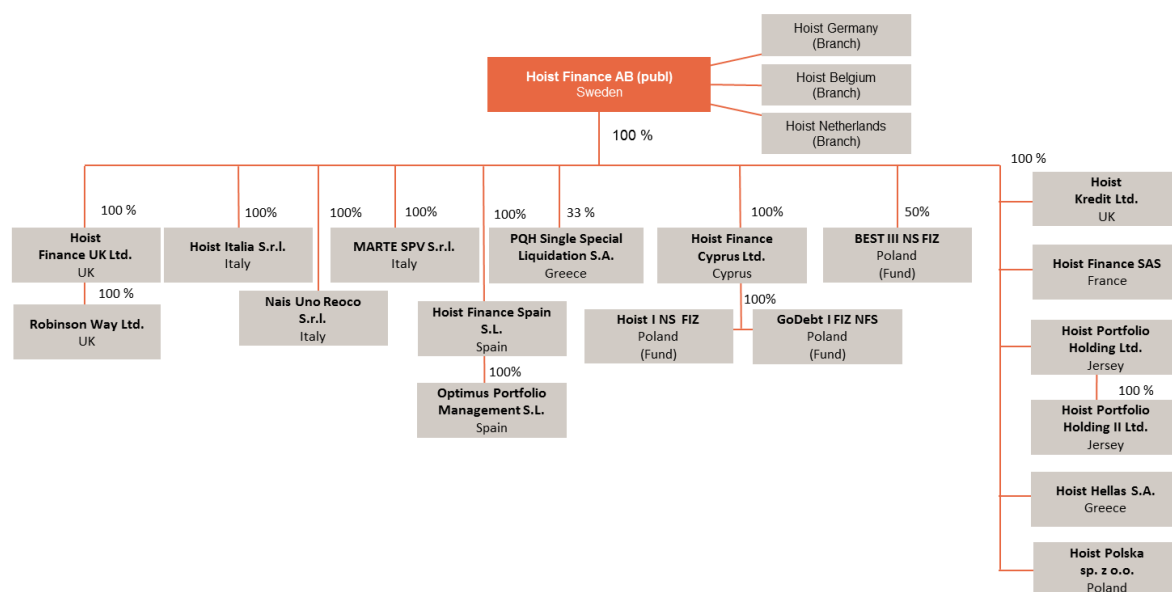 Hoist Germany
(Branch)
Hoist Finance AB (publ)
Sweden
Hoist Belgium
(Branch)
Hoist Netherlands
(Branch)
100 %
100 %
Hoist
Kredit Ltd.
UK
100 %
Hoist
Finance UK Ltd.
UK
100%
Hoist Italia S.r.l.
Italy
100%
100%
MARTE SPV S.r.l.
Italy
100%
33 %
PQH Single Special
Liquidation S.A.
Greece
100%
Hoist Finance
Cyprus Ltd.
Cyprus
50%
BEST III NS FIZ
Poland
(Fund)
Hoist Finance SAS
France
100 %
Robinson Way Ltd.
UK
Nais Uno Reoco
S.r.l.
Italy
Hoist Finance Spain
S.L.
Spain
100%
Hoist I NS FIZ
Poland
(Fund)
GoDebt I FIZ NFS
Poland
(Fund)
Hoist Portfolio
Holding Ltd.
Jersey
100%
Optimus Portfolio
Management S.L.
Spain
100 %
Hoist Portfolio
Holding II Ltd.
Jersey
Hoist Hellas S.A.
Greece
Hoist Polska
sp. z o.o.
Poland